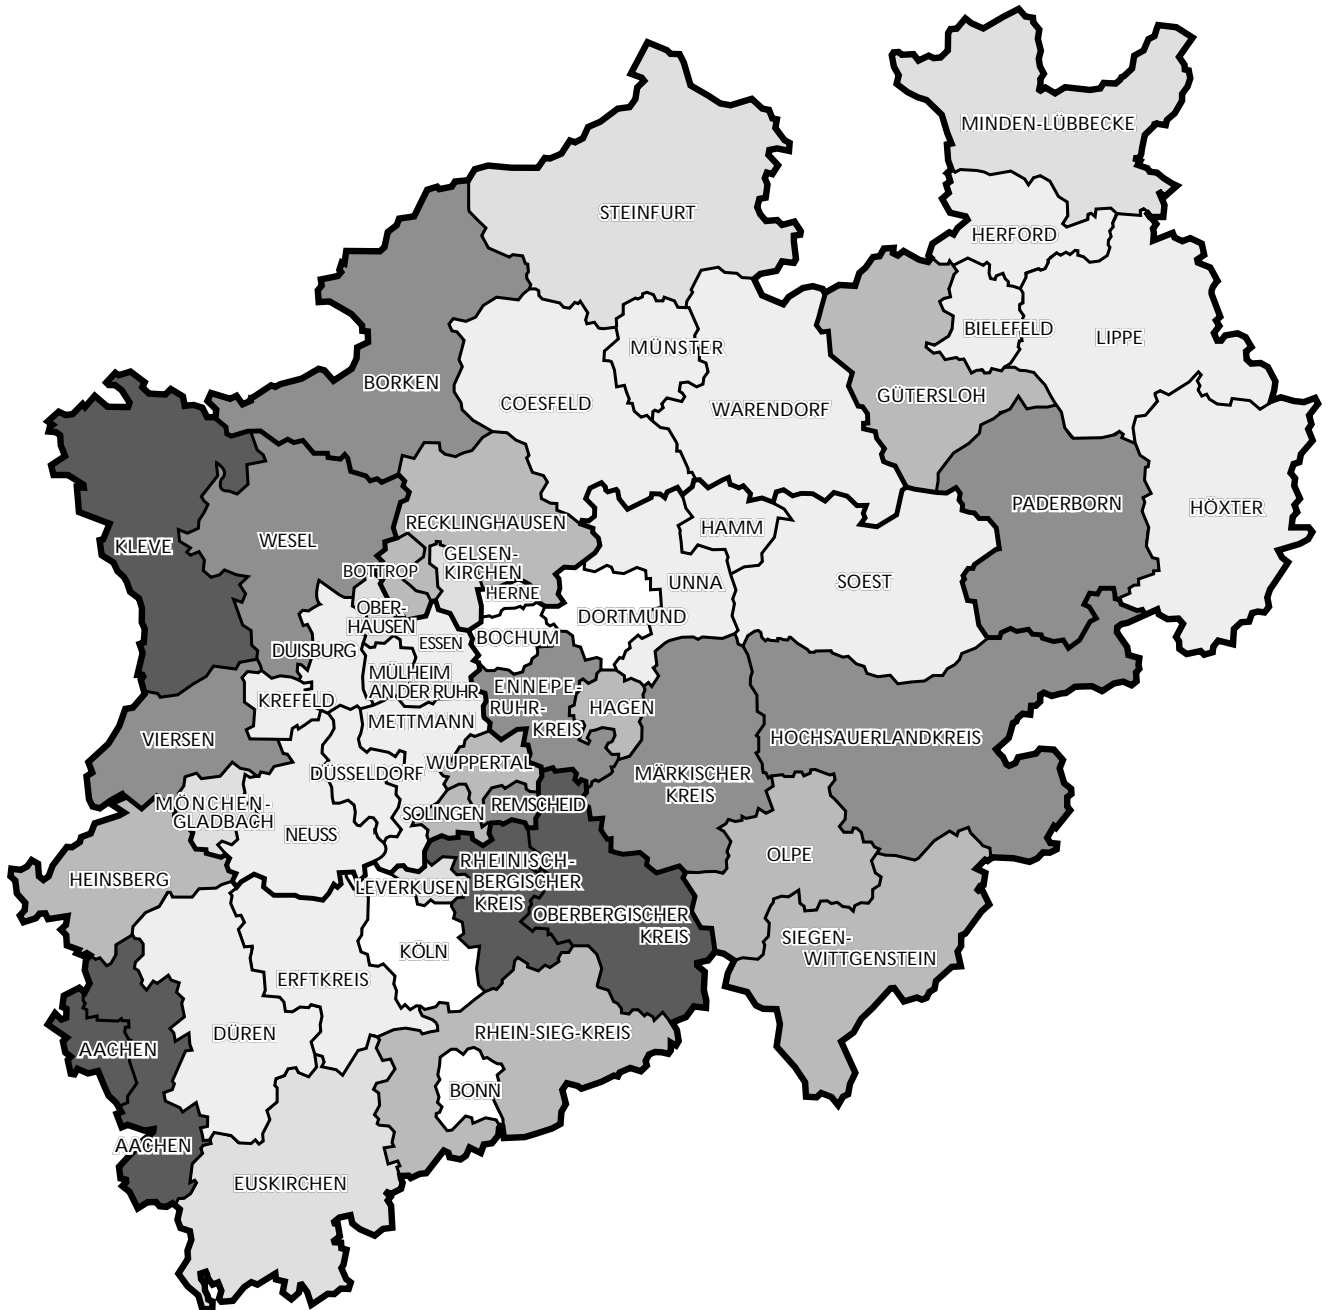 MINDEN-LÜBBECKE
STEINFURT
HERFORD
BIELEFELD
LIPPE
MÜNSTER
BORKEN
GÜTERSLOH
COESFELD
WARENDORF
PADERBORN
HÖXTER
RECKLINGHAUSEN
HAMM
WESEL
KLEVE
GELSEN-
KIRCHEN
BOTTROP
UNNA
SOEST
HERNE
OBER-
HAUSEN
DORTMUND
BOCHUM
ESSEN
DUISBURG
MÜLHEIM
AN DER RUHR
ENNEPE-
RUHR-
KREIS
KREFELD
HAGEN
METTMANN
VIERSEN
HOCHSAUERLANDKREIS
WUPPERTAL
DÜSSELDORF
MÄRKISCHER
KREIS
MÖNCHEN-
GLADBACH
REMSCHEID
SOLINGEN
NEUSS
OLPE
RHEINISCH-
BERGISCHER
KREIS
HEINSBERG
LEVERKUSEN
OBERBERGISCHER
KREIS
SIEGEN-
WITTGENSTEIN
KÖLN
ERFTKREIS
DÜREN
RHEIN-SIEG-KREIS
AACHEN
BONN
AACHEN
EUSKIRCHEN